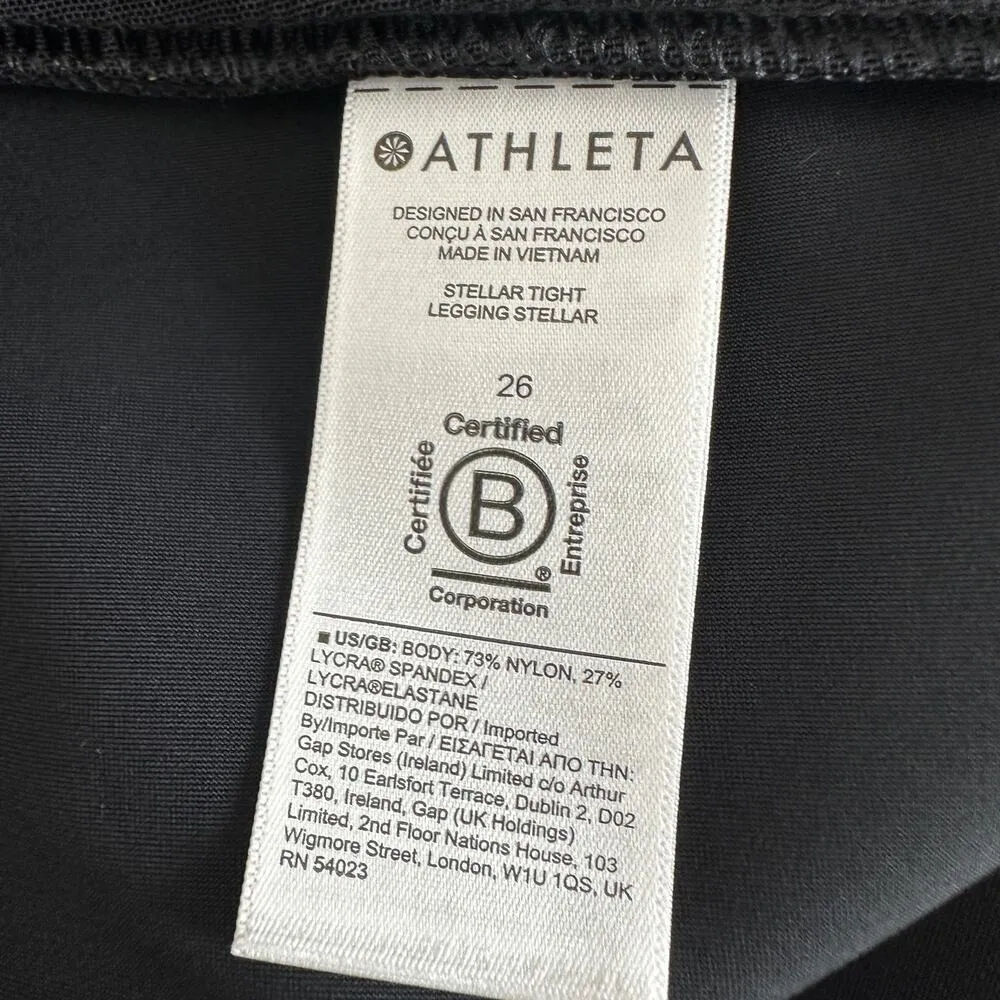 ATHLETA
DESIGNED IN SAN FRANCISCO
CONÇU À SAN FRANCISCO
MADE IN VIETNAM
STELLAR TIGHT
LEGGING STELLAR
26
Certified
Certifiée
B
Entreprise
®
Corporation
US/GB: BODY: 73% NYLON, 27%
LYCRA® SPANDEX /
LYCRA®ELASTANE
DISTRIBUIDO POR / Imported
By/Importe Par / ΕΙΣΑΓΕΤΑΙ ΑΠΟ ΤΗΝ:
Gap Stores (Ireland) Limited c/o Arthur
Cox, 10 Earlsfort Terrace, Dublin 2, D02
T380, Ireland, Gap (UK Holdings)
Limited, 2nd Floor Nations House, 103
Wigmore Street, London, W1U 1QS, UK
RN 54023